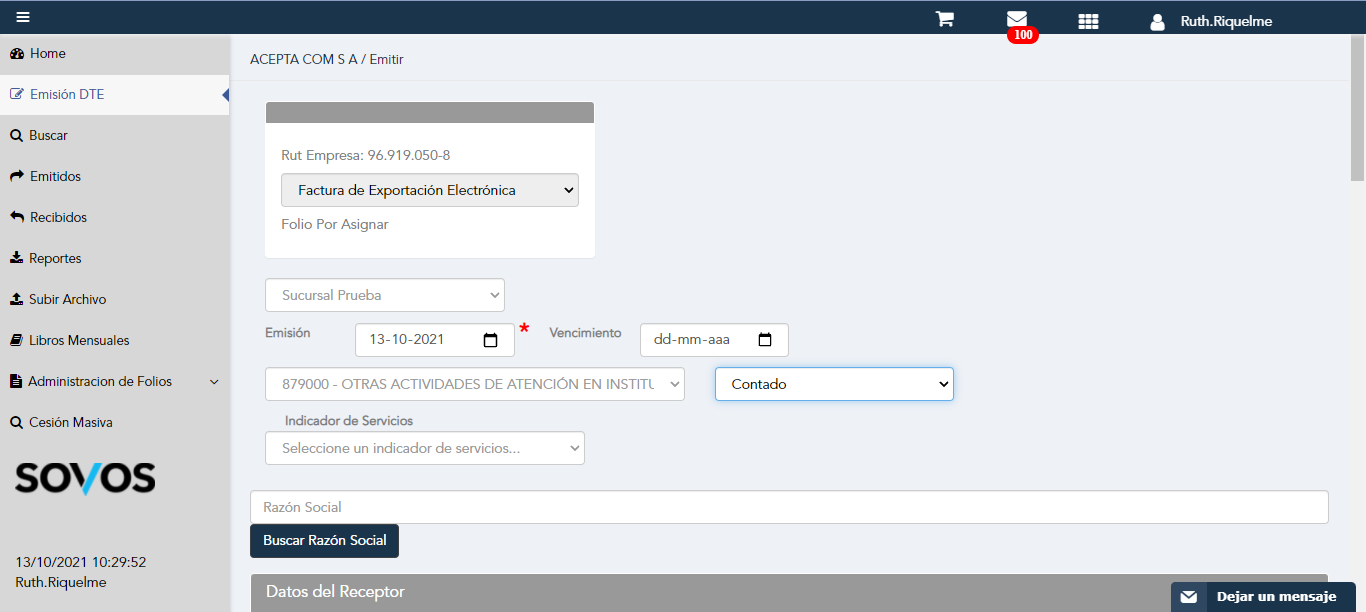 100
Ruth.Riquelme
Home
Emisión DTE
Buscar
Emitidos
Recibidos
Reportes
Subir Archivo
Libros Mensuales
Administracion de Folios
Cesión Masiva
SOVOS
13/10/2021 10:29:52
Ruth.Riquelme
ACEPTA COM S A / Emitir
Rut Empresa: 96.919.050-8
Factura de Exportación Electrónica
Folio Por Asignar
Sucursal Prueba
Emisión 13-10-2021 * Vencimiento dd-mm-aaa
879000 - OTRAS ACTIVIDADES DE ATENCIÓN EN INSTITU Contado
Indicador de Servicios
Seleccione un indicador de servicios...
Razón Social
Buscar Razón Social
Datos del Receptor
Dejar un mensaje